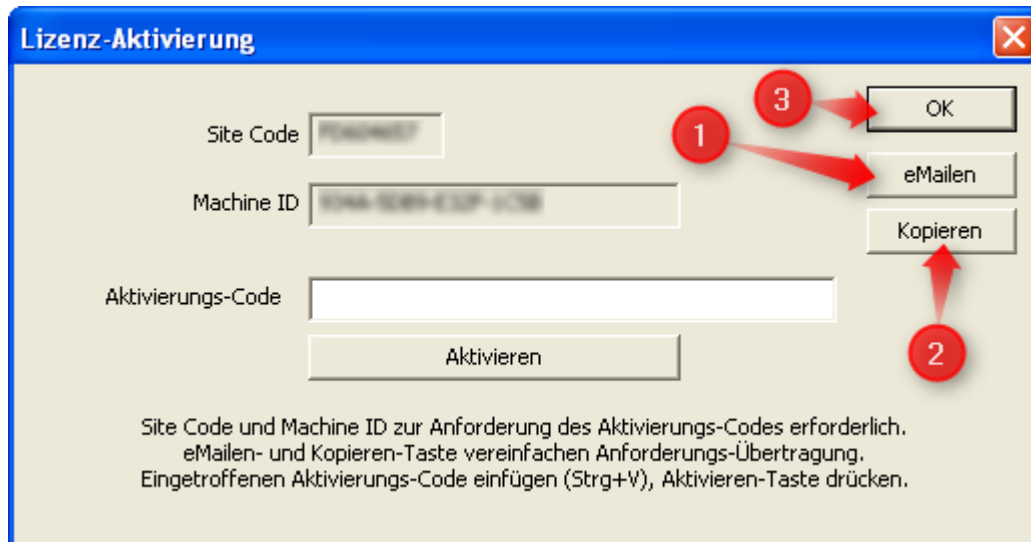 Lizenz-Aktivierung
3
OK
Site Code
1
eMailen
Machine ID
Kopieren
Aktivierungs-Code
Aktivieren
2
Site Code und Machine ID zur Anforderung des Aktivierungs-Codes erforderlich.
eMailen- und Kopieren-Taste vereinfachen Anforderungs-Übertragung.
Eingetroffenen Aktivierungs-Code einfügen (Strg+V), Aktivieren-Taste drücken.